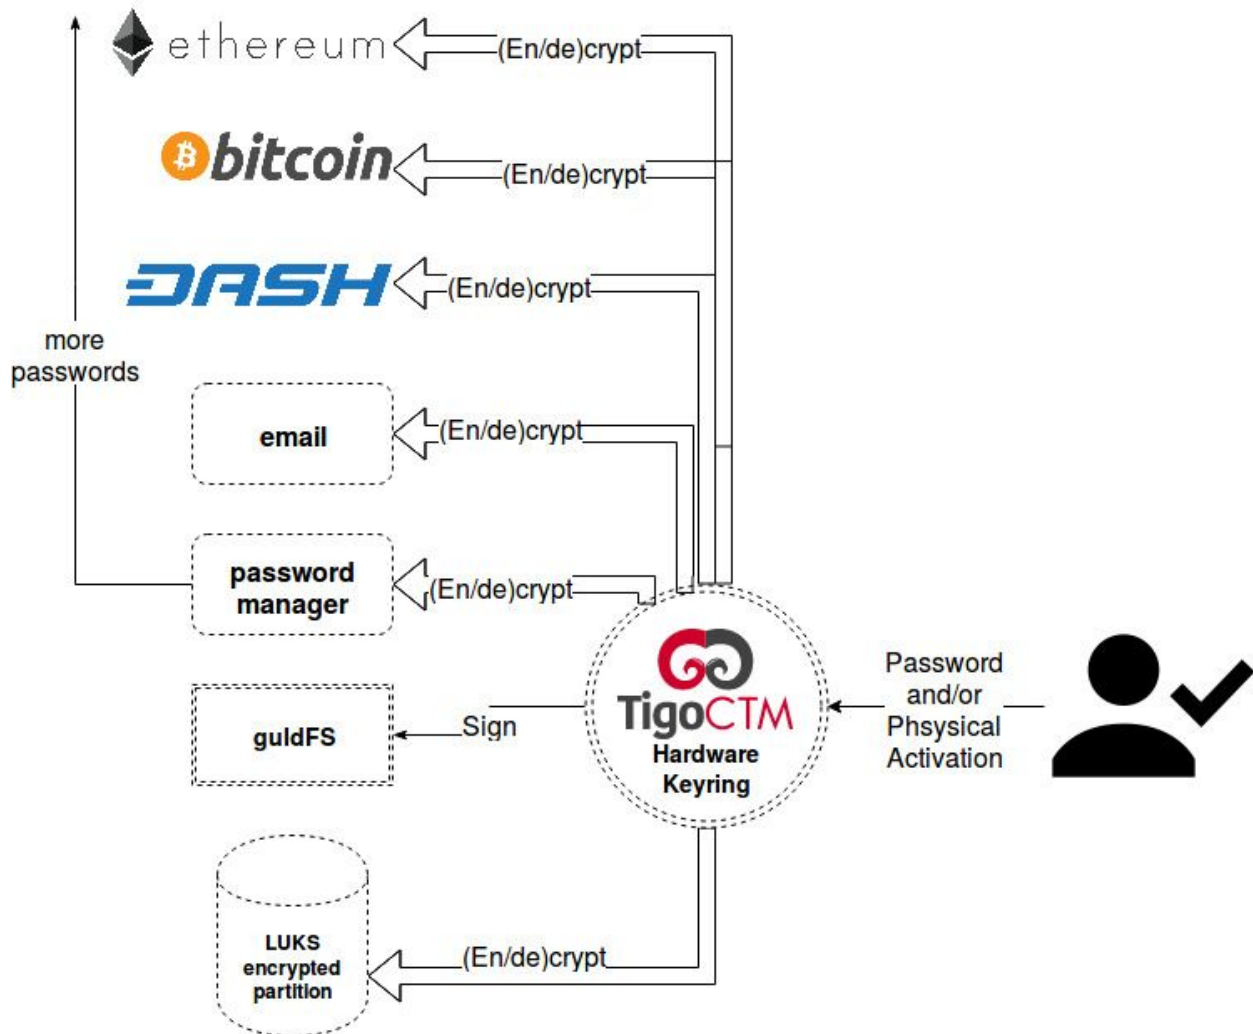 ethereum
(En/de)crypt
bitcoin
(En/de)crypt
DASH
(En/de)crypt
more
passwords
email
(En/de)crypt
password
manager
(En/de)crypt
guldFS
Sign
TigoCTM
Hardware
Keyring
Password
and/or
Phsysical
Activation
LUKS
encrypted
partition
(En/de)crypt